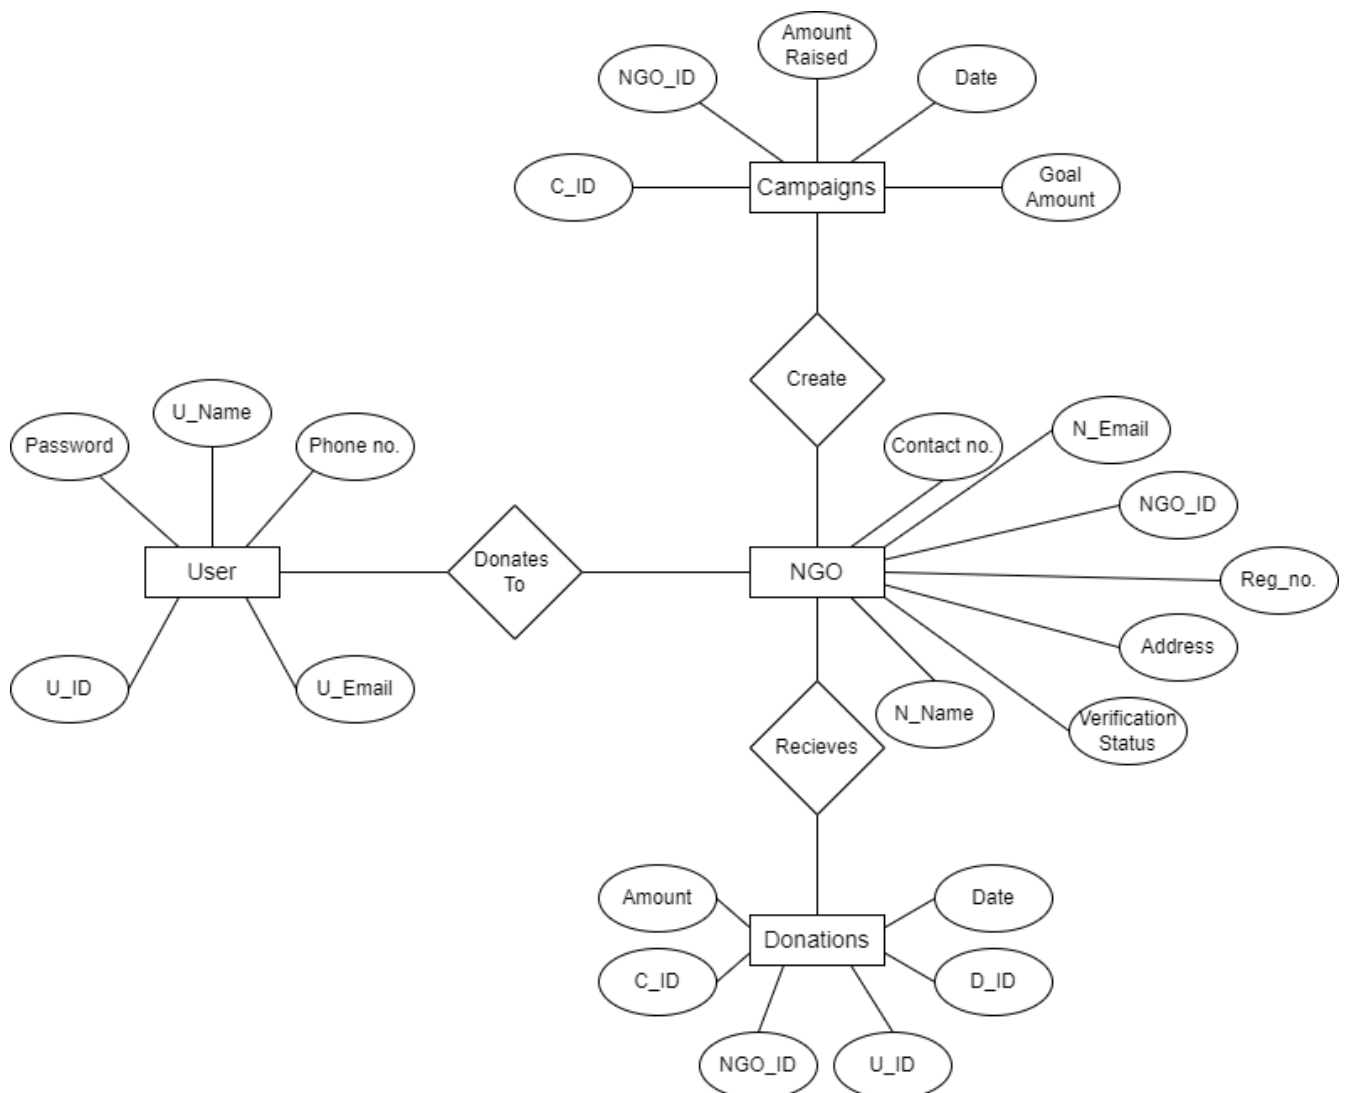 Amount
Raised
NGO_ID
Date
C_ID
Campaigns
Goal
Amount
Create
U_Name
Password
Phone no.
Contact no.
N_Email
NGO_ID
User
Donates
To
NGO
Reg_no.
Address
U_ID
U_Email
N_Name
Verification
Status
Recieves
Amount
Date
Donations
C_ID
D_ID
NGO_ID
U_ID